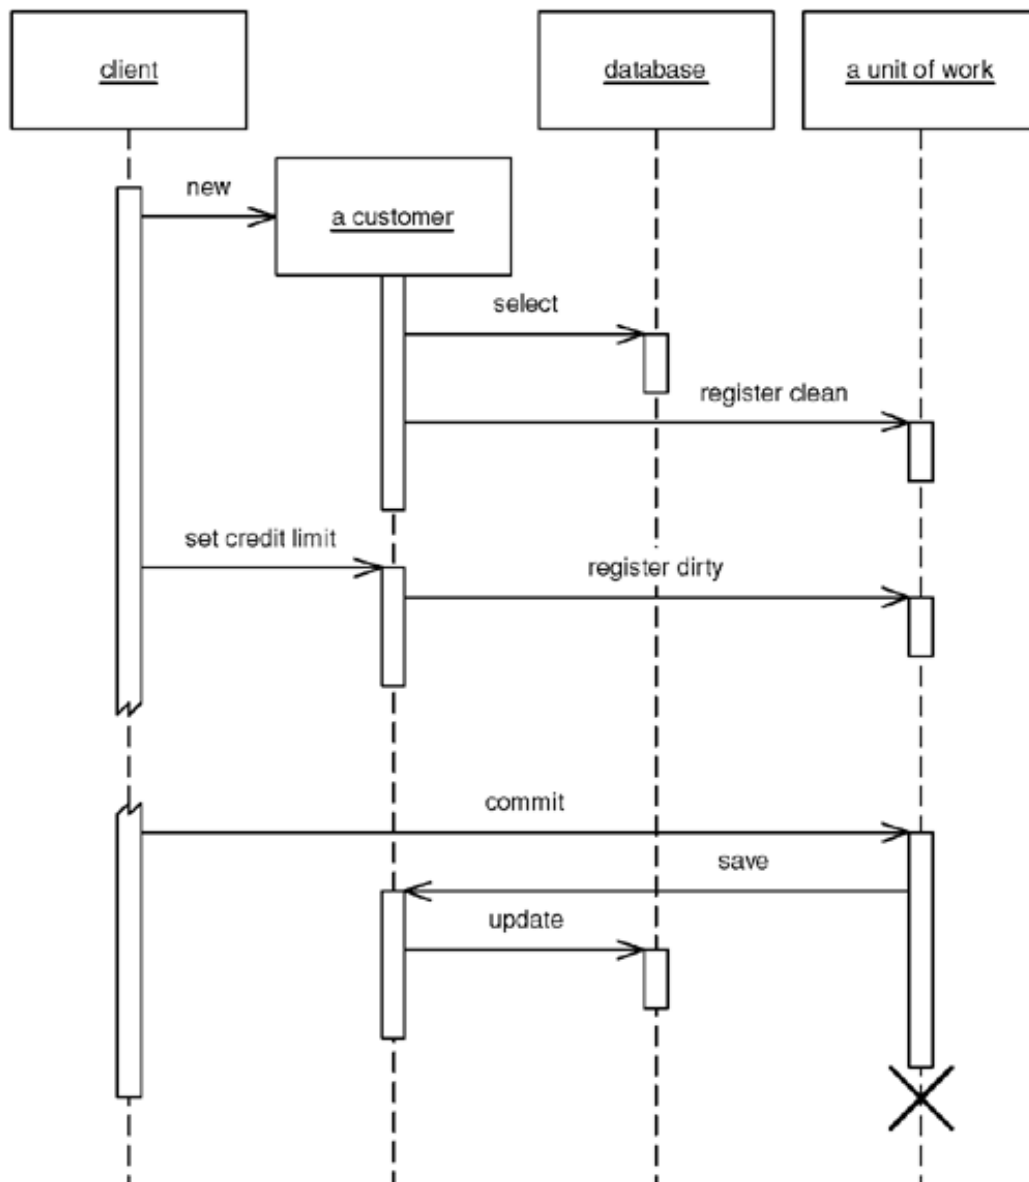 client
database
a unit of work
new
a customer
select
register clean
set credit limit
register dirty
commit
save
update